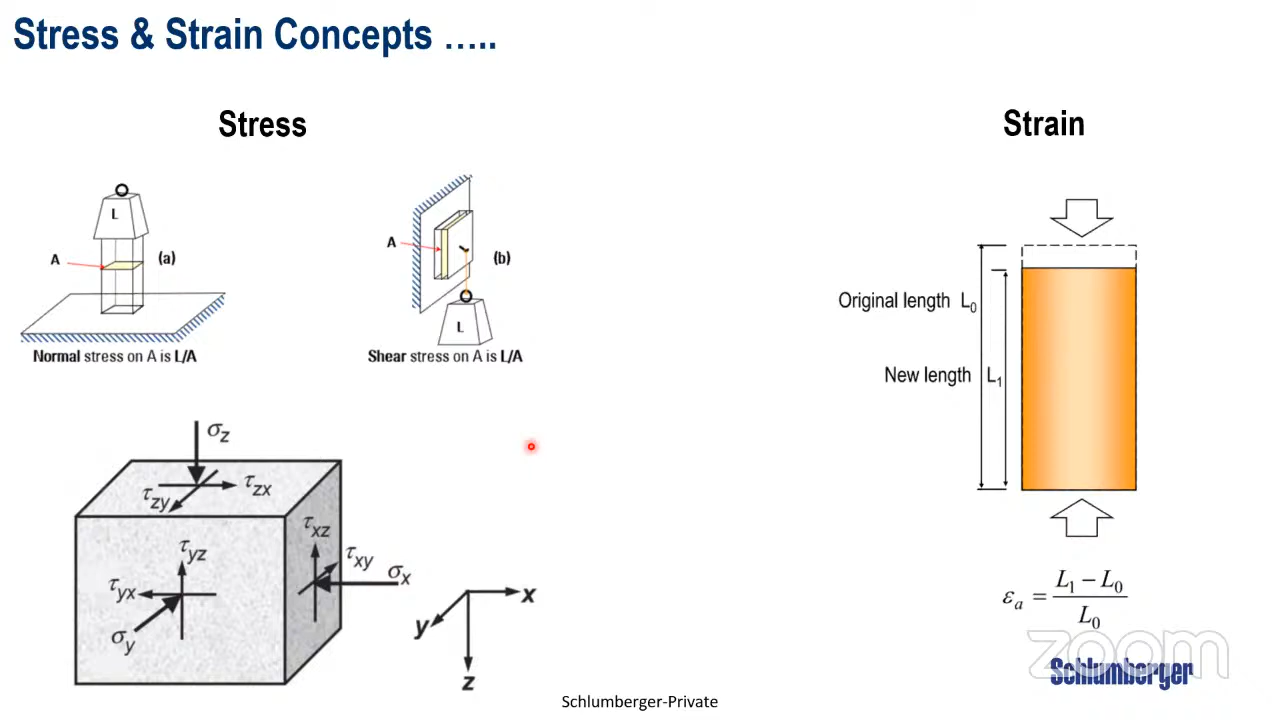 Stress & Strain Concepts …..
Stress
Strain
L
A
(a)
Normal stress on A is L/A
A
(b)
L
Shear stress on A is L/A
Original length L₀
New length L₁
σz
τzx
τzy
τxz
τyz
τxy
σx
τyx
σy
x
y
z
εa = (L₁ − L₀) / L₀
zoom
Schlumberger
Schlumberger-Private